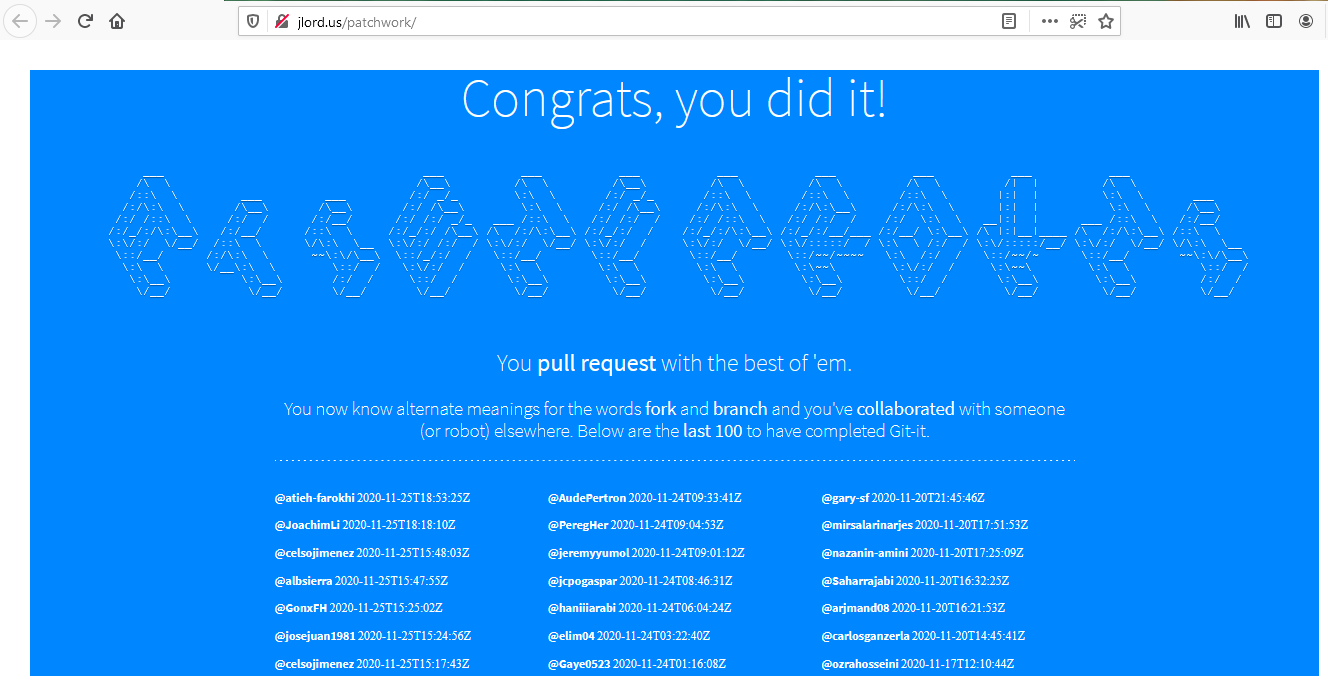 jlord.us/patchwork/
Congrats, you did it!
You pull request with the best of 'em.
You now know alternate meanings for the words fork and branch and you've collaborated with someone
(or robot) elsewhere. Below are the last 100 to have completed Git-it.
@atieh-farokhi 2020-11-25T18:53:25Z
@JoachimLi 2020-11-25T18:18:10Z
@celsojimenez 2020-11-25T15:48:03Z
@albsierra 2020-11-25T15:47:55Z
@GonxFH 2020-11-25T15:25:02Z
@josejuan1981 2020-11-25T15:24:56Z
@celsojimenez 2020-11-25T15:17:43Z
@AudePertron 2020-11-24T09:33:41Z
@PeregHer 2020-11-24T09:04:53Z
@jeremyyumol 2020-11-24T09:01:12Z
@jcpogaspar 2020-11-24T08:46:31Z
@haniiiarabi 2020-11-24T06:04:24Z
@elim04 2020-11-24T03:22:40Z
@Gaye0523 2020-11-24T01:16:08Z
@gary-sf 2020-11-20T21:45:46Z
@mirsalarinarjes 2020-11-20T17:51:53Z
@nazanin-amini 2020-11-20T17:25:09Z
@Saharrajabi 2020-11-20T16:32:25Z
@arjmand08 2020-11-20T16:21:53Z
@carlosganzerla 2020-11-20T14:45:41Z
@ozrahosseini 2020-11-17T12:10:44Z